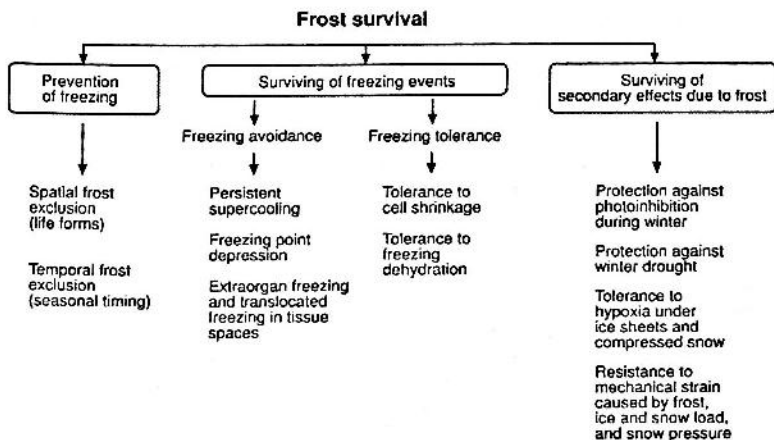 Frost survival
Prevention
of freezing
Surviving of freezing events
Surviving of
secondary effects due to frost
Freezing avoidance
Freezing tolerance
Spatial frost
exclusion
(life forms)
Temporal frost
exclusion
(seasonal timing)
Persistent
supercooling
Freezing point
depression
Extraorgan freezing
and translocated
freezing in tissue
spaces
Tolerance to
cell shrinkage
Tolerance to
freezing
dehydration
Protection against
photoinhibition
during winter
Protection against
winter drought
Tolerance to
hypoxia under
ice sheets and
compressed snow
Resistance to
mechanical strain
caused by frost,
ice and snow load,
and snow pressure